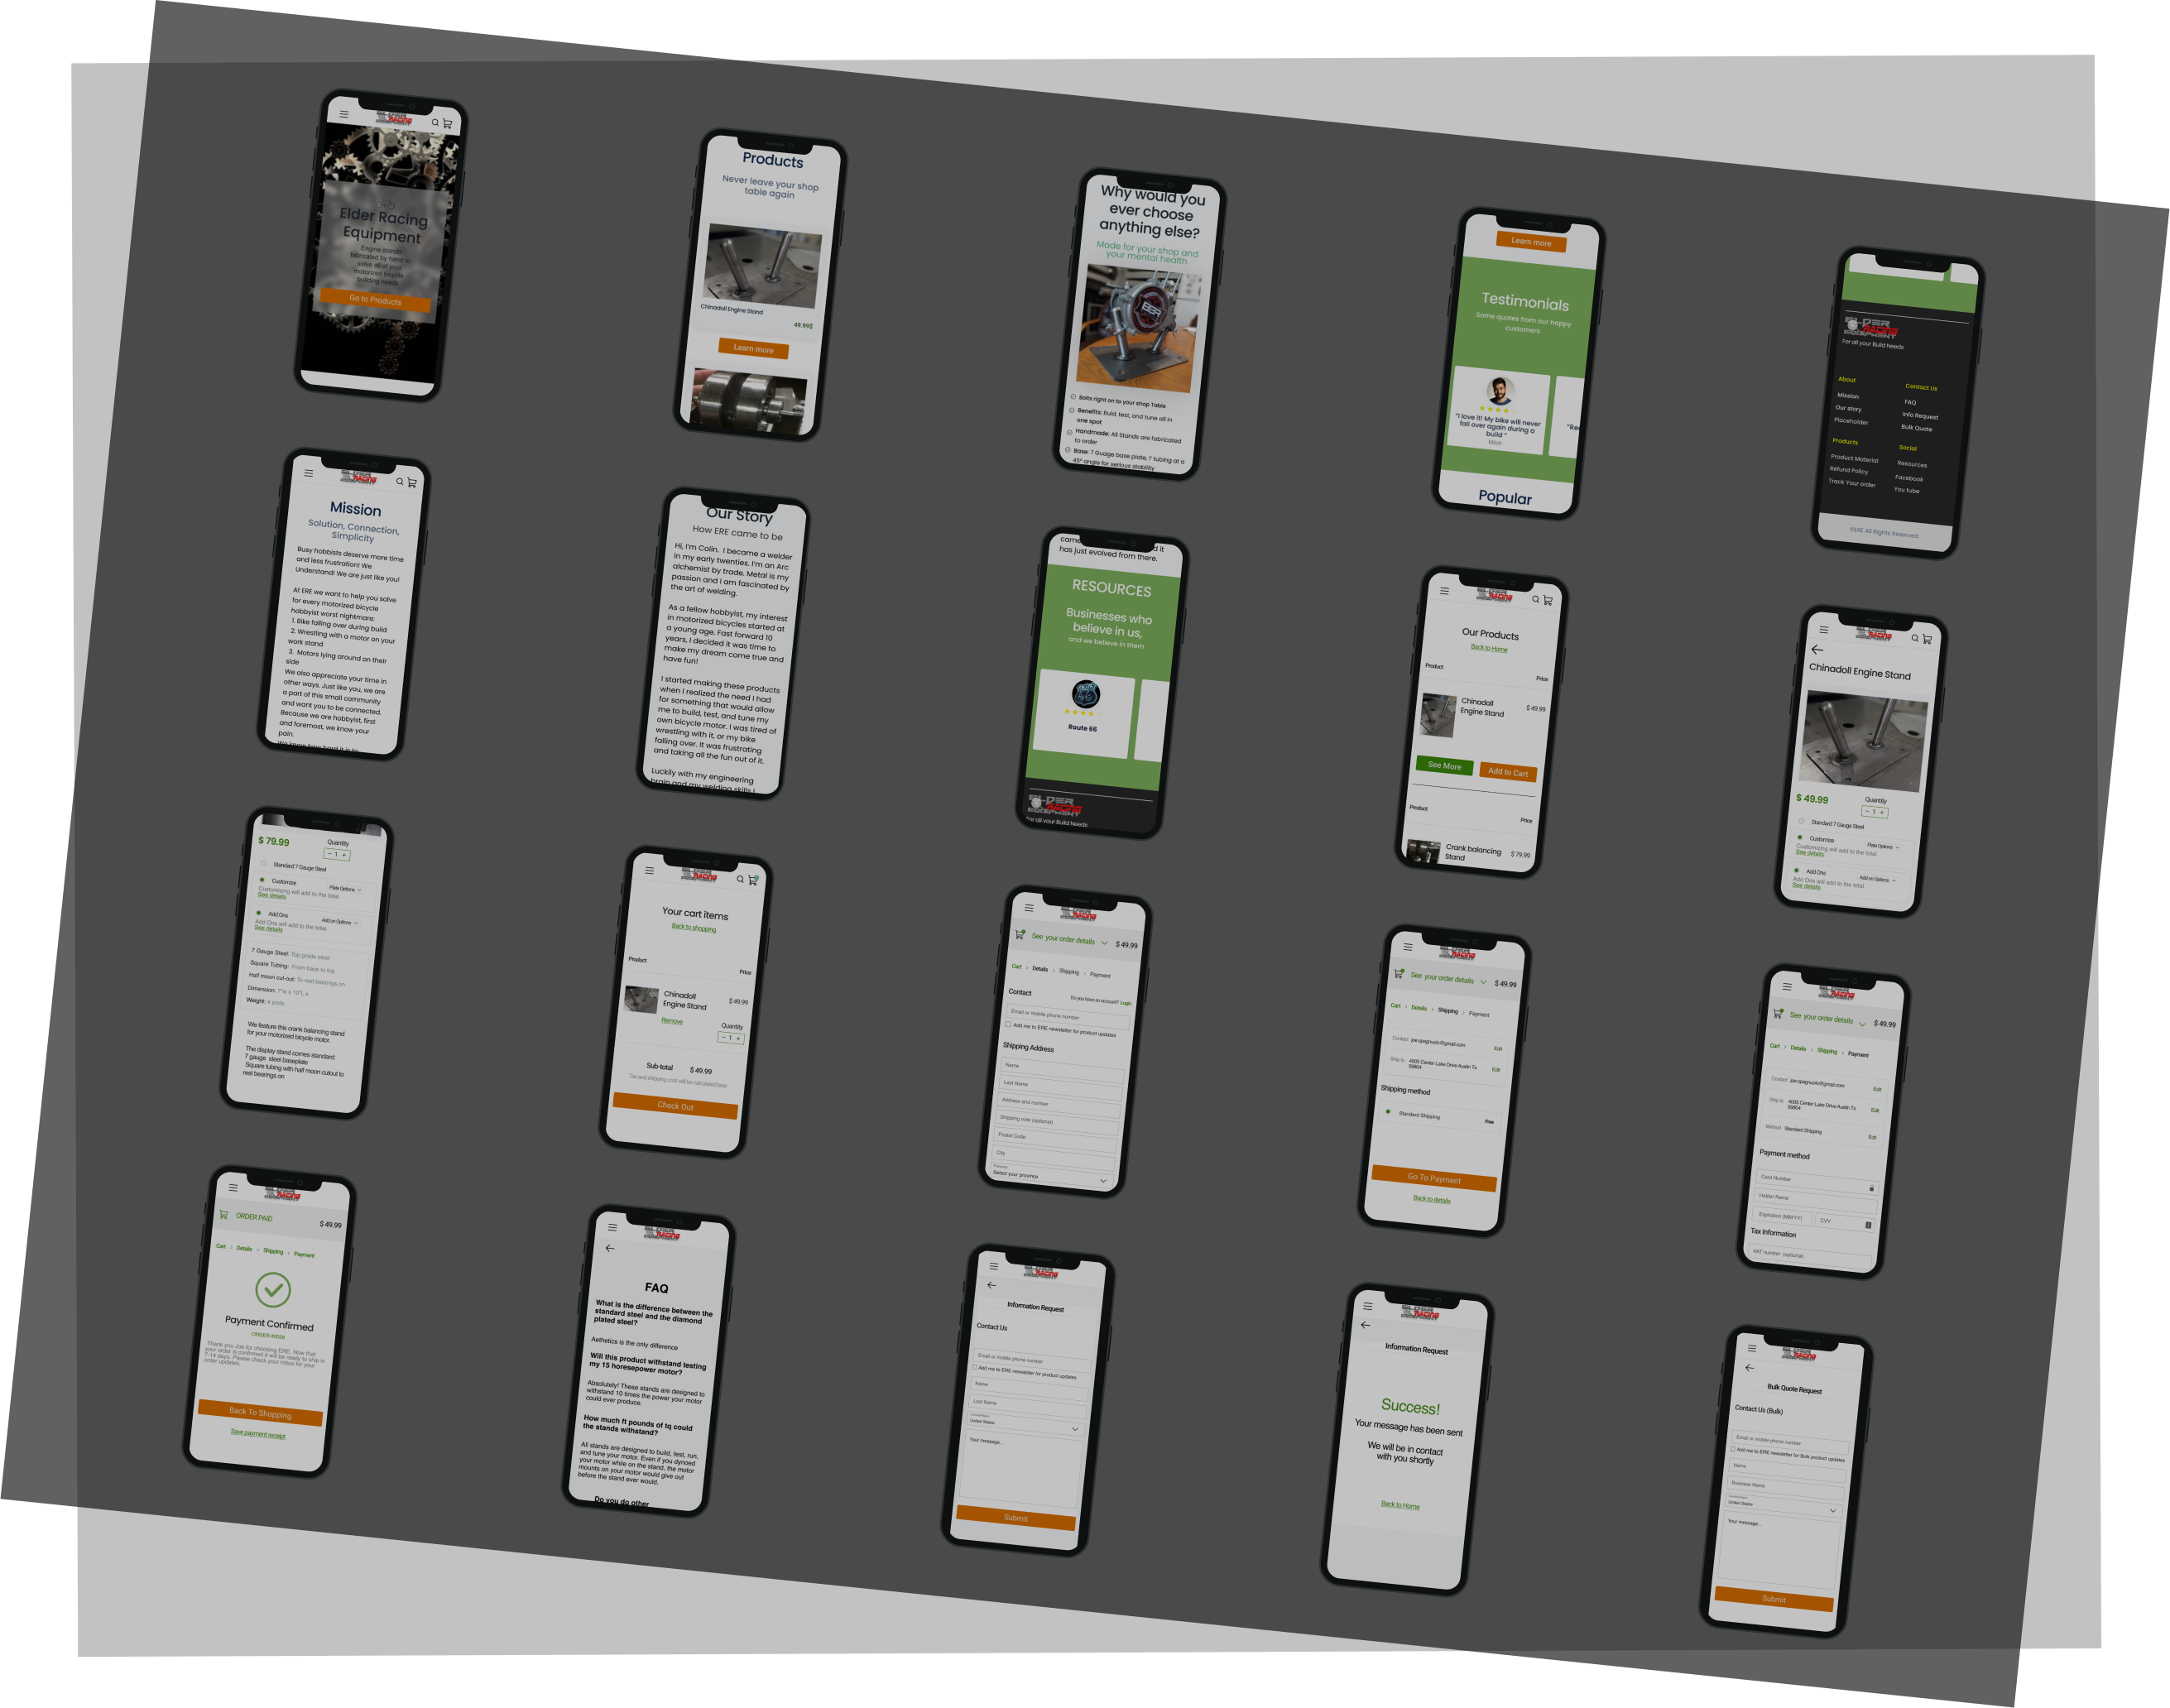 ELDER
RACING
EQUIPMENT
Elder Racing
Equipment
Engine stands
fabricated by hand to
solve all of your
motorized bicycle
building needs
Go to Products
Products
Never leave your shop
table again
Chinadoll Engine Stand
49.99$
Learn more
Why would you
ever choose
anything else?
Made for your shop and
your mental health
BBR
Bolts right on to your shop Table
Benefits: Build, test, and tune all in
one spot
Handmade: All Stands are fabricated
to order
Base: 7 Guage base plate, 7 tubing at a
45° angle for serious stability
Learn more
Testimonials
Some quotes from our happy
customers
"I love it! My bike will never
fall over again during a
build "
Mitch
"Rec
Popular
ELDER
RACING
EQUIPMENT
For all your Build Needs
About
Mission
Our story
Placeholder
Contact Us
FAQ
Info Request
Bulk Quote
Products
Product Material
Refund Policy
Track Your order
Social
Resources
Facebook
You tube
©ERE All Rights Reserved.
Mission
Solution, Connection,
Simplicity
Busy hobbists deserve more time
and less frustration! We
Understand! We are just like you!
At ERE we want to help you solve
for every motorized bicycle
hobbyist worst nightmare:
1. Bike falling over during build
2. Wrestling with a motor on your
work stand
3. Motors lying around on their
side
We also appreciate your time in
other ways. Just like you, we are
a part of this small community
and want you to be connected.
Because we are hobbyist, first
and foremost, we know your
pain.
We know how hard it is to
Our Story
How ERE came to be
Hi, I'm Colin. I became a welder
in my early twenties. I'm an Arc
alchemist by trade. Metal is my
passion and I am fascinated by
the art of welding.
As a fellow hobbyist, my interest
in motorized bicycles started at
a young age. Fast forward 10
years, I decided it was time to
make my dream come true and
have fun!
I started making these products
when I realized the need I had
for something that would allow
me to build, test, and tune my
own bicycle motor. I was tired of
wrestling with it, or my bike
falling over. It was frustrating
and taking all the fun out of it.
Luckily with my engineering
brain and my welding skills I
came d it
has just evolved from there.
RESOURCES
Businesses who
believe in us,
and we believe in them
Route 66
ELDER
RACING
EQUIPMENT
For all your Build Needs
Our Products
Back to Home
Product
Price
Chinadoll
Engine Stand
$ 49.99
See More
Add to Cart
Product
Price
Crank balancing
Stand
$ 79.99
Chinadoll Engine Stand
$ 49.99
Quantity
− 1 +
Standard 7 Gauge Steel
Customize
Plate Options
Customizing will add to the total.
See details
Add Ons
Add on Options
Add Ons will add to the total.
See details
$ 79.99
Quantity
− 1 +
Standard 7 Gauge Steel
Customize
Plate Options
Customizing will add to the total.
See details
Add Ons
Add on Options
Add Ons will add to the total.
See details
7 Gauge Steel: Top grade steel
Square Tubing: From base to top
Half moon cut-out: To rest bearings on
Dimension: 7"w x 10"L x
Weight: 4 pnds
We feature this crank balancing stand
for your motorized bicycle motor.
The display stand comes standard:
7 gauge steel baseplate
Square tubing with half moon cutout to
rest bearings on
Your cart items
Back to shopping
Product
Price
Chinadoll
Engine Stand
$ 49.99
Remove
Quantity
− 1 +
Sub-total $ 49.99
Tax and shipping cost will be calculated later
Check Out
See your order details
$ 49.99
Cart > Details > Shipping > Payment
Contact
Do you have an account? Login
Email or mobile phone number
Add me to ERE newsletter for product updates
Shipping Address
Name
Last Name
Address and number
Shipping note (optional)
Postal Code
City
Province
Select your province
See your order details
$ 49.99
Cart > Details > Shipping > Payment
Contact joe.spagnuolo@gmail.com Edit
Ship to 4005 Center Lake Drive Austin Tx
59804
Edit
Shipping method
Standard Shipping
Free
Go To Payment
Back to details
See your order details
$ 49.99
Cart > Details > Shipping > Payment
Contact joe.spagnuolo@gmail.com Edit
Ship to 4005 Center Lake Drive Austin Tx
59804
Edit
Method Standard Shipping Edit
Payment method
Card Number
Holder Name
Expiration (MM/YY)
CVV
Tax Information
VAT number (optional)
ORDER PAID
$ 49.99
Cart > Details > Shipping > Payment
Payment Confirmed
Thank you Joe for choosing ERE. Now that
your order is confirmed it will be ready to ship in
7-14 days. Please check your inbox for your
order updates.
Back To Shopping
Save payment receipt
FAQ
What is the difference between the
standard steel and the diamond
plated steel?
Aethetics is the only difference
Will this product withstand testing
my 15 horesepower motor?
Absolutely! These stands are designed to
withstand 10 times the power your motor
could ever produce.
How much ft pounds of tq could
the stands withstand?
All stands are designed to build, test, run,
and tune your motor. Even if you dynoed
your motor while on the stand, the motor
mounts on your motor would give out
before the stand ever would.
Do you do other
Information Request
Contact Us
Email or mobile phone number
Add me to ERE newsletter for product updates
Name
Last Name
United States
Your message...
Submit
Information Request
Success!
Your message has been sent
We will be in contact
with you shortly
Back to Home
Bulk Quote Request
Contact Us (Bulk)
Email or mobile phone number
Add me to ERE newsletter for Bulk product updates
Name
Business Name
United States
Your message...
Submit